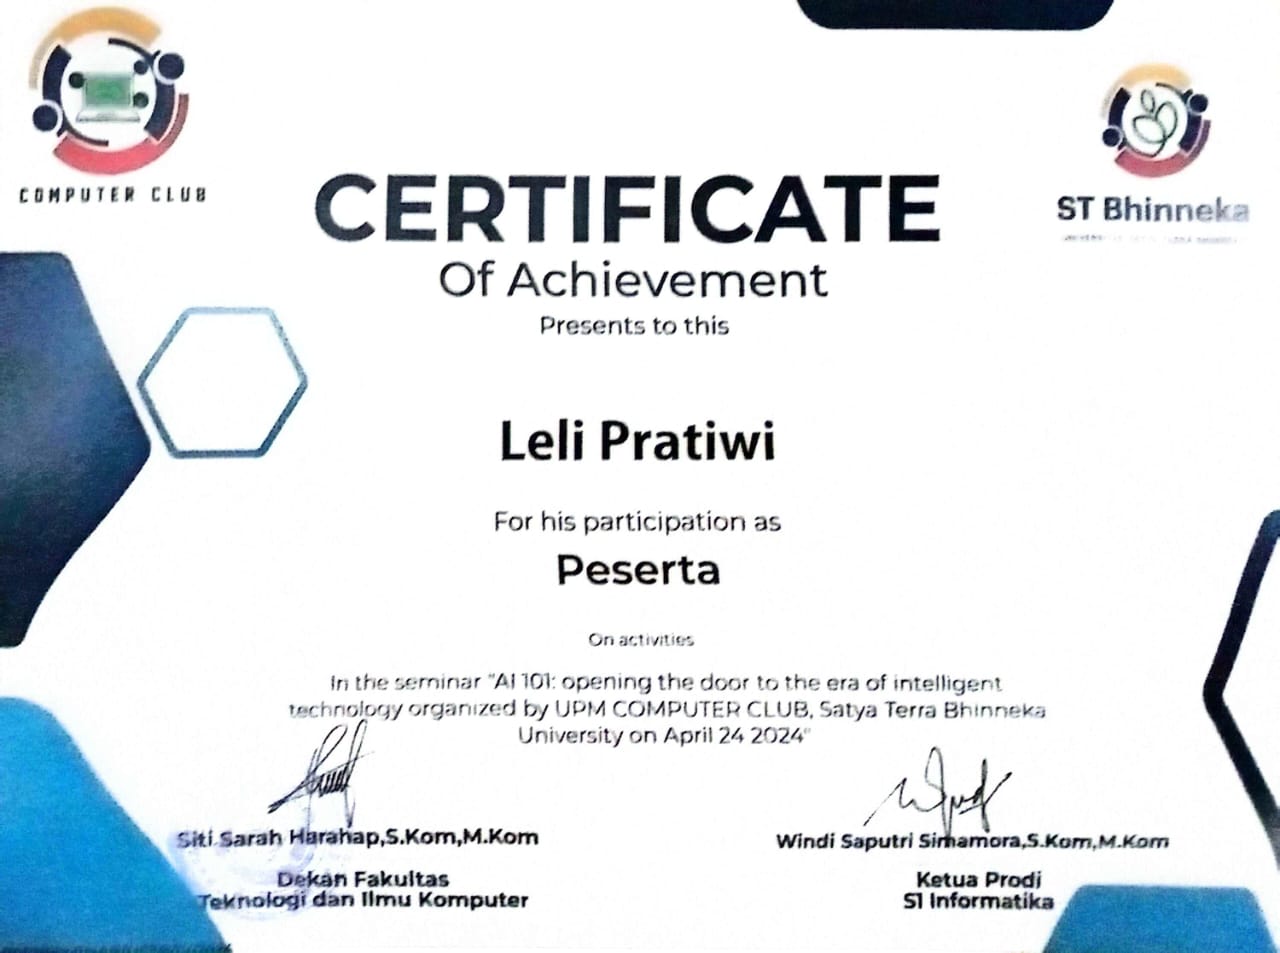 COMPUTER CLUB
ST Bhinneka
CERTIFICATE
Of Achievement
Presents to this
Leli Pratiwi
For his participation as
Peserta
On activities
In the seminar "AI 101: opening the door to the era of intelligent
technology organized by UPM COMPUTER CLUB, Satya Terra Bhinneka
University on April 24 2024"
Siti Sarah Harahap,S.Kom,M.Kom
Dekan Fakultas
Teknologi dan Ilmu Komputer
Windi Saputri Simamora,S.Kom,M.Kom
Ketua Prodi
S1 Informatika